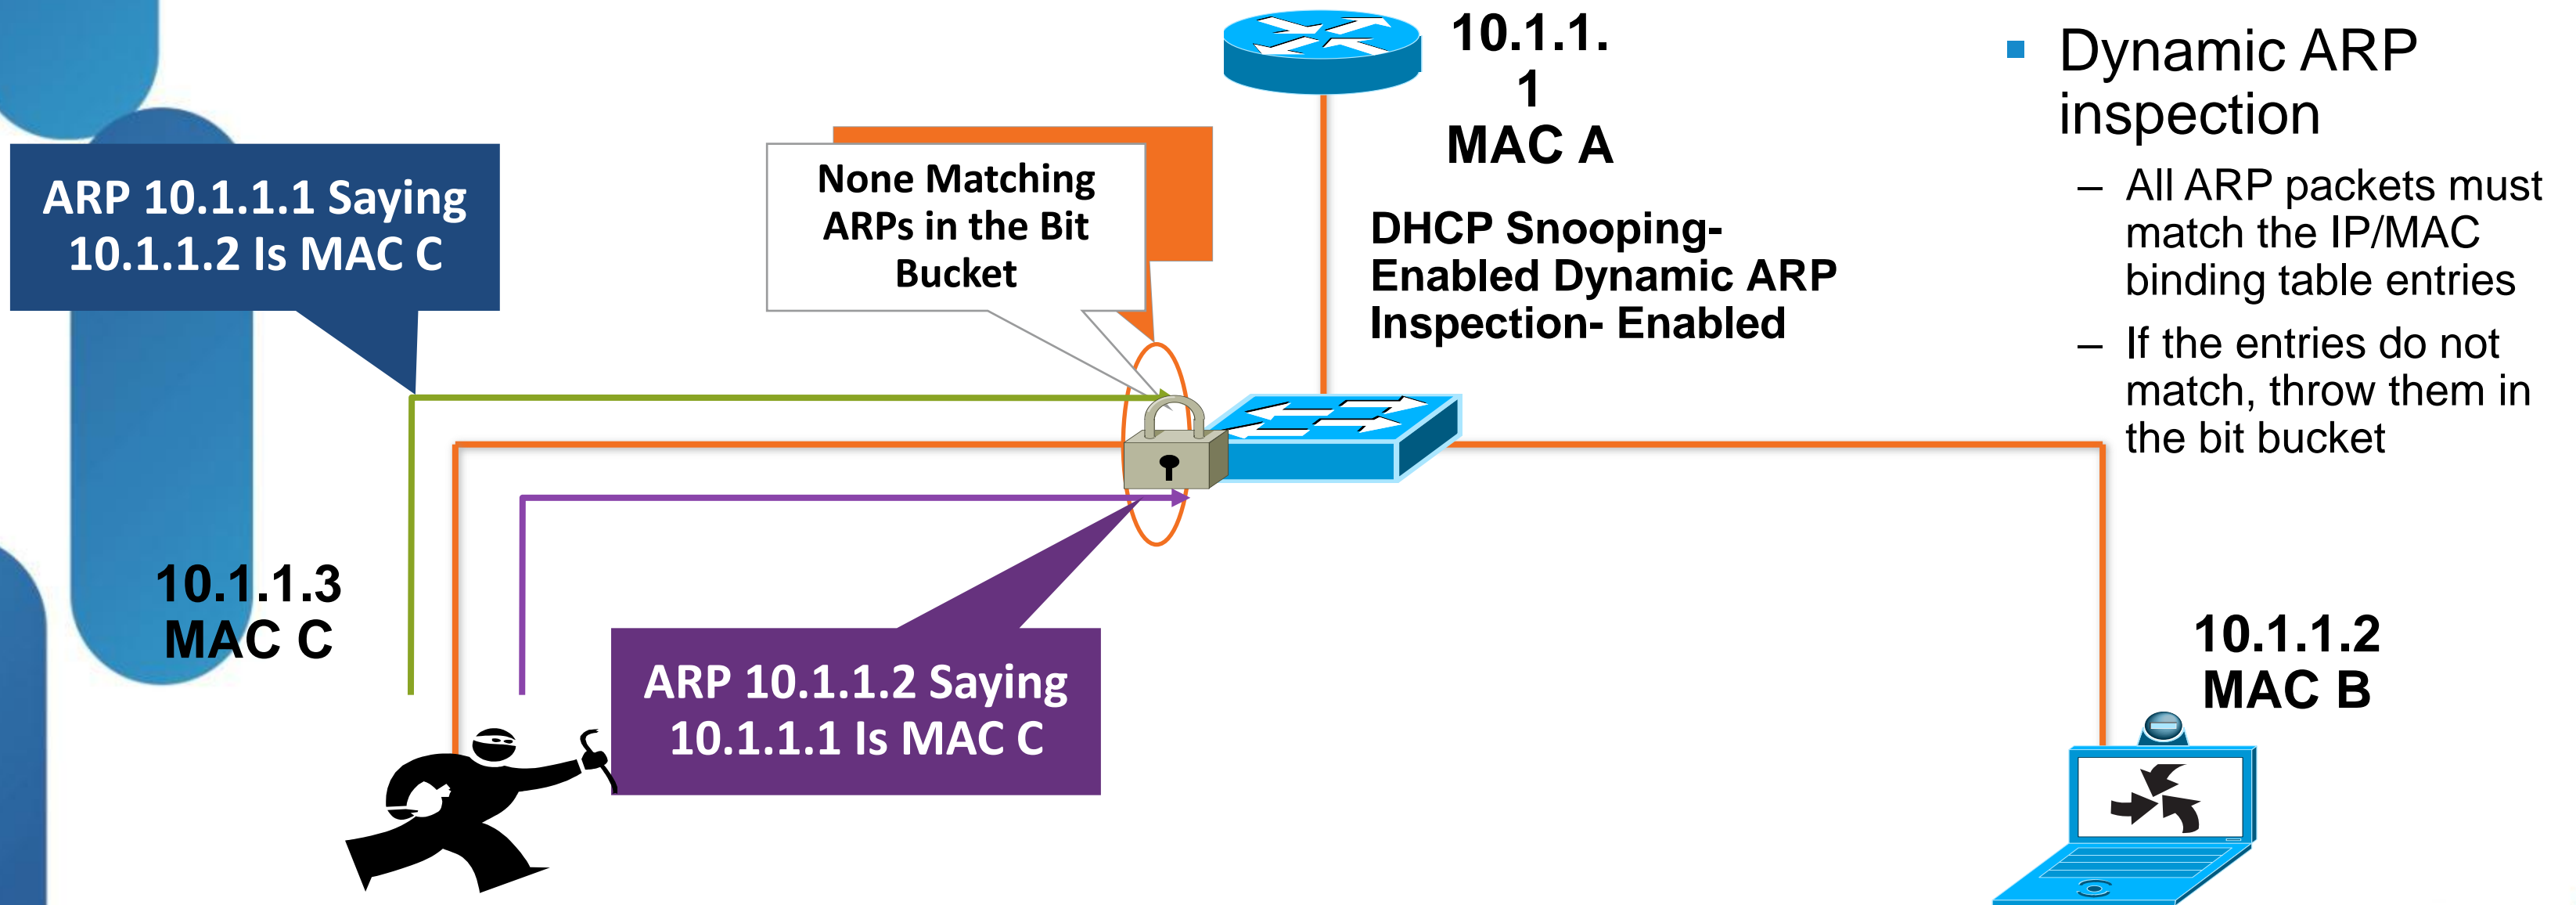 ARP 10.1.1.1 Saying
10.1.1.2 Is MAC C
None Matching
ARPs in the Bit
Bucket
10.1.1.
1
MAC A
DHCP Snooping-
Enabled Dynamic ARP
Inspection- Enabled
▪ Dynamic ARP
inspection
– All ARP packets must
match the IP/MAC
binding table entries
– If the entries do not
match, throw them in
the bit bucket
10.1.1.3
MAC C
ARP 10.1.1.2 Saying
10.1.1.1 Is MAC C
10.1.1.2
MAC B